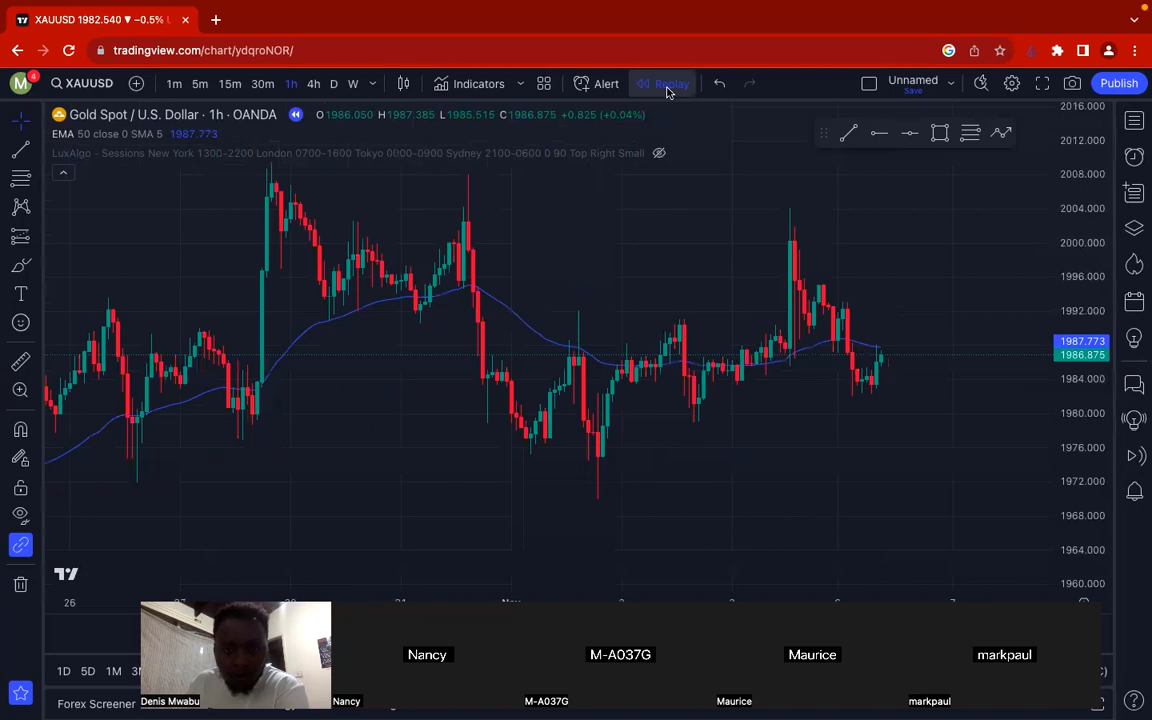 XAUUSD 1982.540 ▼ −0.5% U
tradingview.com/chart/ydqroNOR/
M 4 XAUUSD 1m 5m 15m 30m 1h 4h D W Indicators Alert Replay Unnamed Save Publish
Gold Spot / U.S. Dollar · 1h · OANDA O1986.050 H1987.385 L1985.515 C1986.875 +0.825 (+0.04%)
EMA 50 close 0 SMA 5 1987.773
LuxAlgo - Sessions New York 1300-2200 London 0700-1600 Tokyo 0000-0900 Sydney 2100-0600 0 90 Top Right Small
2016.000
2012.000
2008.000
2004.000
2000.000
1996.000
1992.000
1987.773
1986.875
1984.000
1980.000
1976.000
1972.000
1968.000
1964.000
1960.000
26
7
1D 5D 1M
Nancy
M-A037G
Maurice
markpaul
Denis Mwabu
Nancy
M-A037G
Maurice
markpaul
Forex Screener